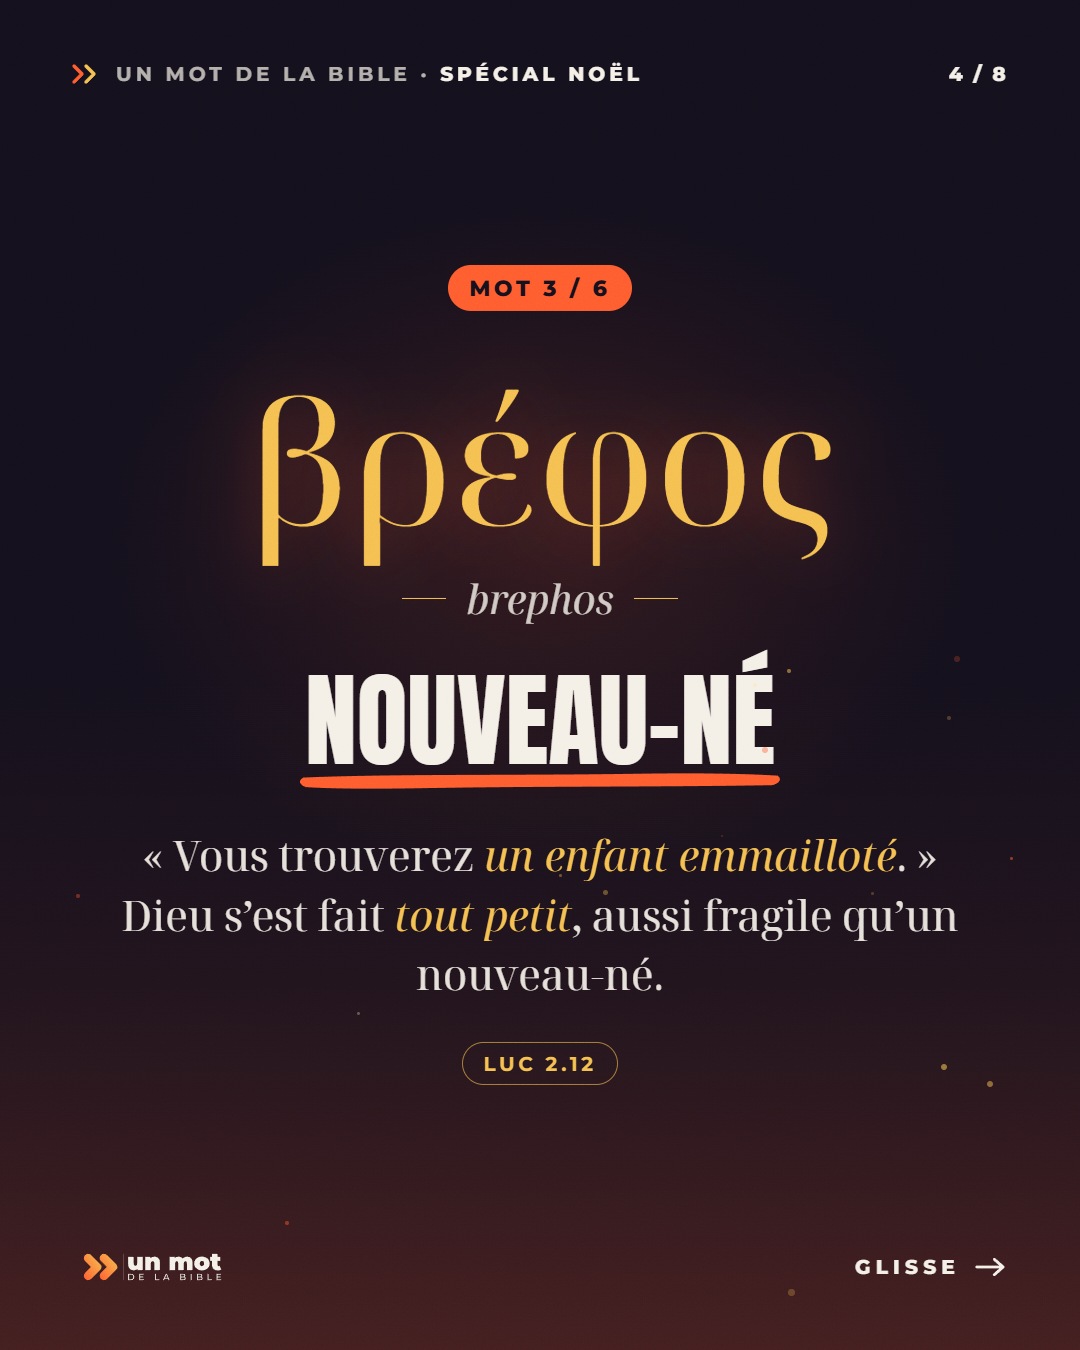 UN MOT DE LA BIBLE · SPÉCIAL NOËL
4 / 8
MOT 3 / 6
βρέφος
brephos
NOUVEAU-NÉ
« Vous trouverez un enfant emmailloté. »
Dieu s’est fait tout petit, aussi fragile qu’un
nouveau-né.
LUC 2.12
un mot
DE LA BIBLE
GLISSE →